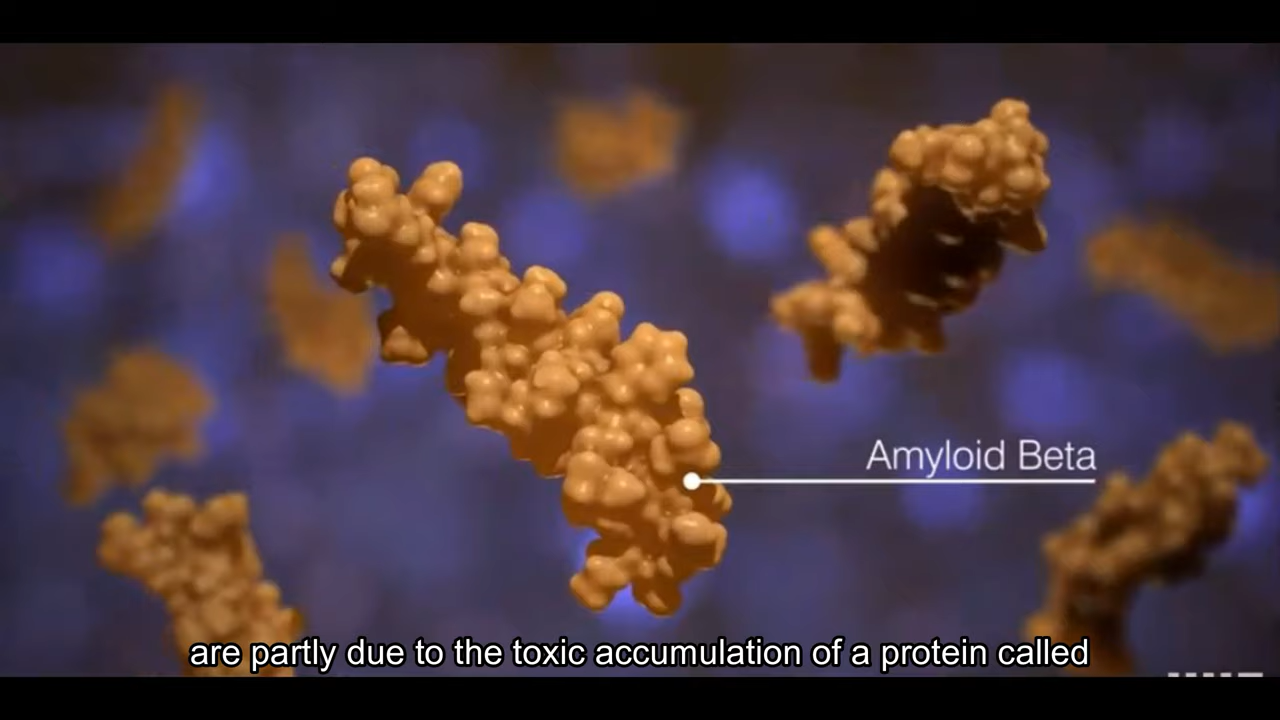 Amyloid Beta
are partly due to the toxic accumulation of a protein called